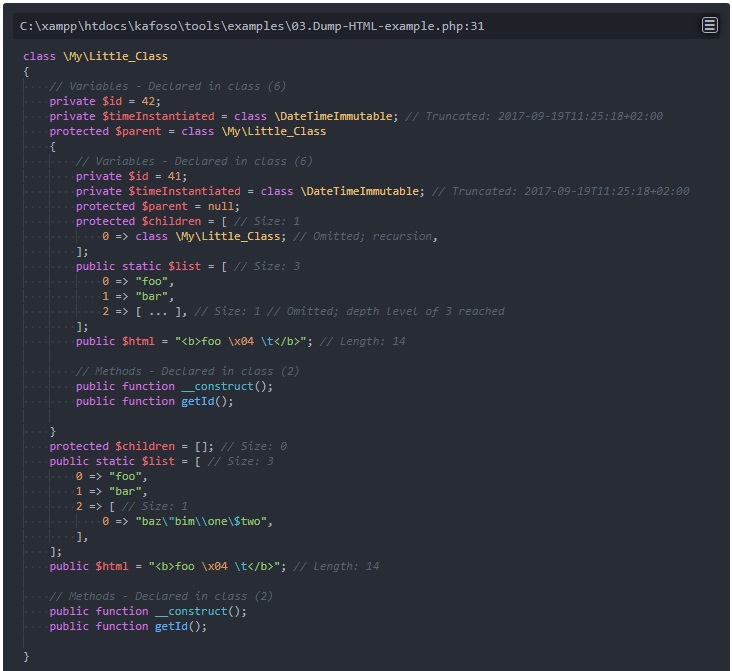 C:\xampp\htdocs\kafoso\tools\examples\03.Dump-HTML-example.php:31
class \My\Little_Class
{
    // Variables - Declared in class (6)
    private $id = 42;
    private $timeInstantiated = class \DateTimeImmutable; // Truncated: 2017-09-19T11:25:18+02:00
    protected $parent = class \My\Little_Class
    {
        // Variables - Declared in class (6)
        private $id = 41;
        private $timeInstantiated = class \DateTimeImmutable; // Truncated: 2017-09-19T11:25:18+02:00
        protected $parent = null;
        protected $children = [ // Size: 1
            0 => class \My\Little_Class; // Omitted; recursion,
        ];
        public static $list = [ // Size: 3
            0 => "foo",
            1 => "bar",
            2 => [ ... ], // Size: 1 // Omitted; depth level of 3 reached
        ];
        public $html = "<b>foo \x04 \t</b>"; // Length: 14

        // Methods - Declared in class (2)
        public function __construct();
        public function getId();

    }
    protected $children = []; // Size: 0
    public static $list = [ // Size: 3
        0 => "foo",
        1 => "bar",
        2 => [ // Size: 1
            0 => "baz\"bim\\one\$two",
        ],
    ];
    public $html = "<b>foo \x04 \t</b>"; // Length: 14

    // Methods - Declared in class (2)
    public function __construct();
    public function getId();

}